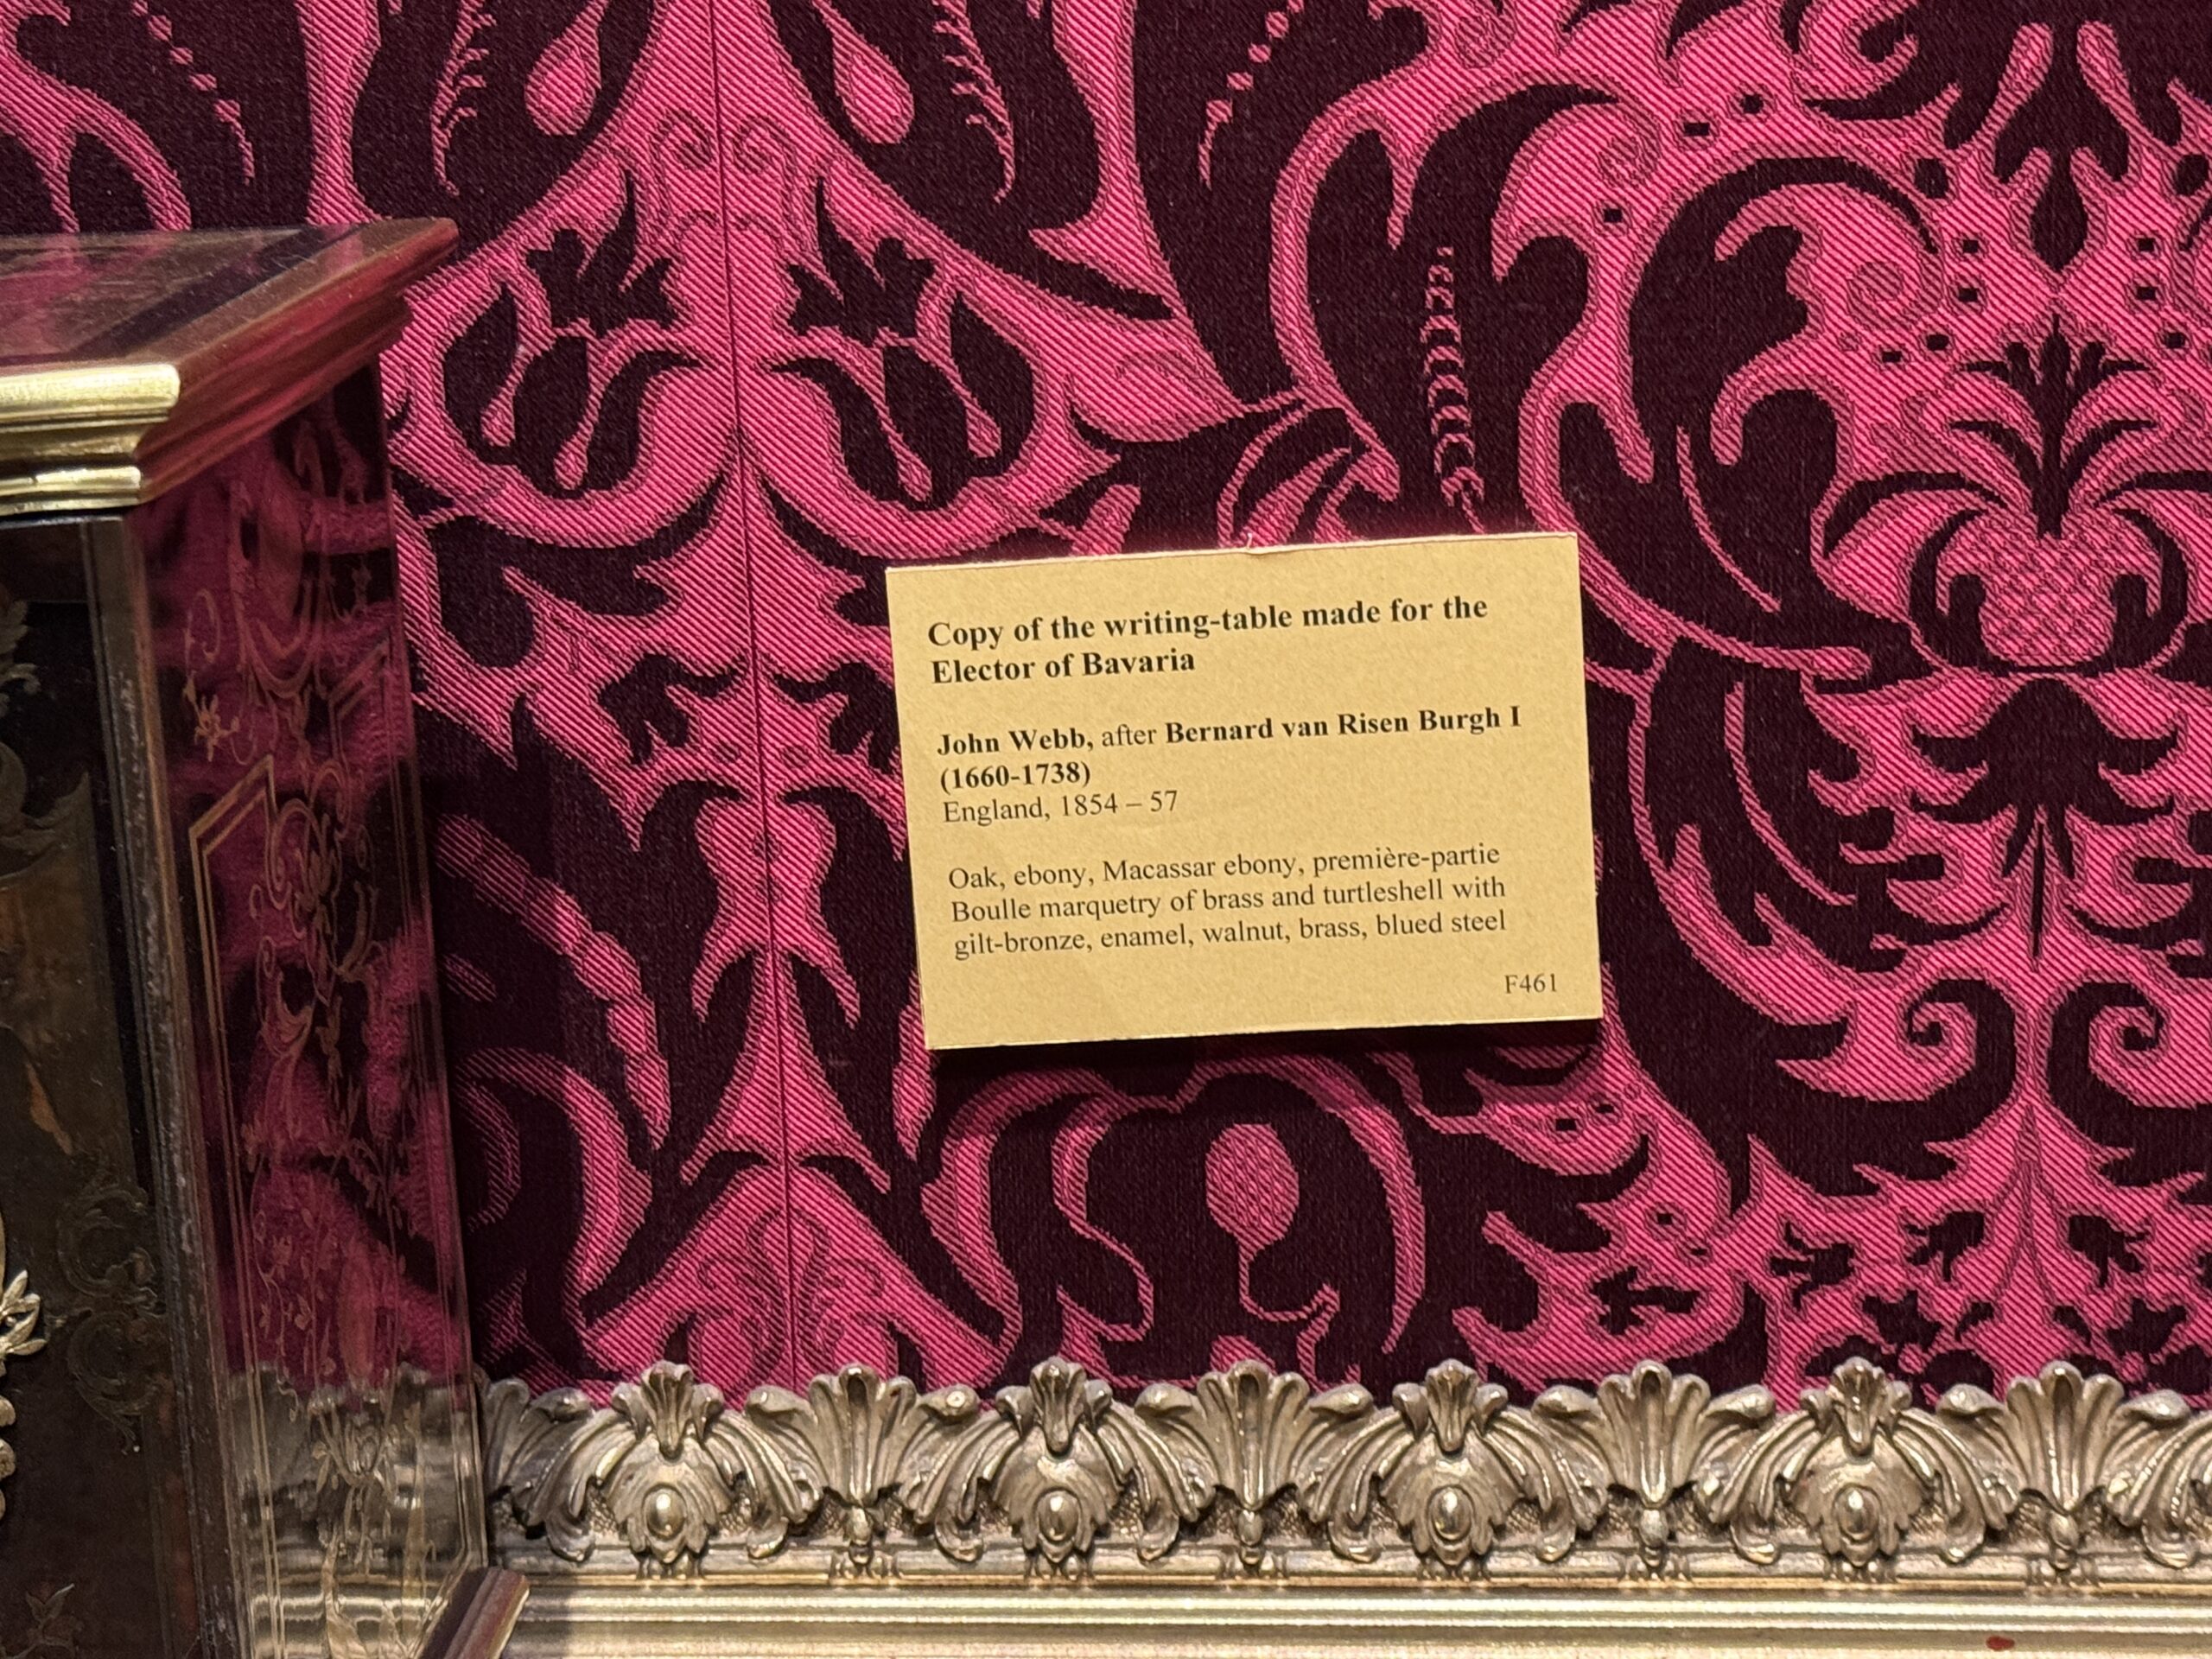 Copy of the writing-table made for the
Elector of Bavaria
John Webb, after Bernard van Risen Burgh I
(1660-1738)
England, 1854 – 57
Oak, ebony, Macassar ebony, première-partie
Boulle marquetry of brass and turtleshell with
gilt-bronze, enamel, walnut, brass, blued steel
F461